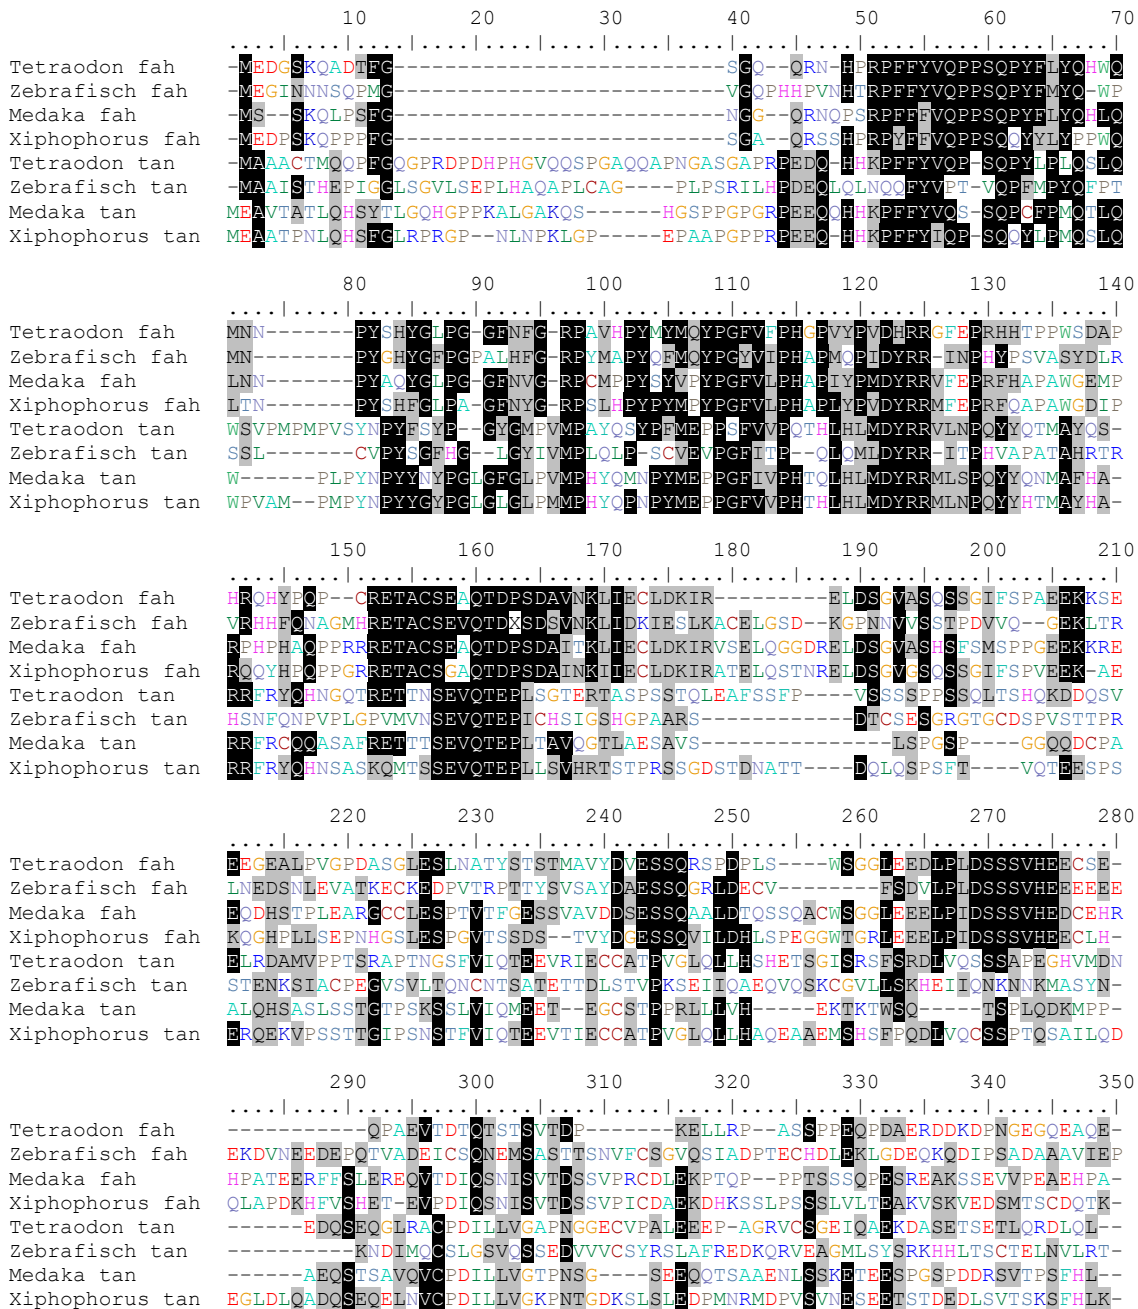 10 20 30 40 50 60 70
Tetraodon fah -MEDGSKQADTFG--------------------------SGQ--QRN-HPRPFFYVQPPSQPYFLYQHWQ
Zebrafisch fah -MEGINNNSQPMG--------------------------VGQPHHPVNHTRPFFYVQPPSQPYFMYQ-WP
Medaka fah -MS--SKQLPSFG--------------------------NGG--QRNQPSRPFFFVQPPSQPYFLYQHLQ
Xiphophorus fah -MEDPSKQPPPFG--------------------------SGA--QRSSHPRPYFFVQPPSQQYYLYPPWQ
Tetraodon tan -MAAACTMQQPFGQGPRDPDHPHGVQQSPGAQQAPNGASGAPRPEDQ-HHKPFFYVQP-SQPYLPLQSLQ
Zebrafisch tan -MAAISTHEPIGGLSGVLSEPLHAQAPLCAG----PLPSRILHPDEQLQLNQQFYVPT-VQPFMPYQFPT
Medaka tan MEAVTATLQHSYTLGQHGPPKALGAKQS------HGSPPGPGRPEEQQHHKPFFYVQS-SQPCFPMQTLQ
Xiphophorus tan MEAATPNLQHSFGLRPRGP--NLNPKLGP-----EPAAPGPPRPEEQ-HHKPFFYIQP-SQQYLPMQSLQ
80 90 100 110 120 130 140
Tetraodon fah MNN-------PYSHYGLPG-GFNFG-RPAVHPYMYMQYPGFVFPHGPVYPVDHRRGFEPRHHTPPWSDAP
Zebrafisch fah MN--------PYGHYGFPGPALHFG-RPYMAPYQFMQYPGYVIPHAPMQPIDYRR-INPHYPSVASYDLR
Medaka fah LNN-------PYAQYGLPG-GFNVG-RPCMPPYSYVPYPGFVLPHAPIYPMDYRRVFEPRFHAPAWGEMP
Xiphophorus fah LTN-------PYSHFGLPA-GFNYG-RPSLHPYPYMPYPGFVLPHAPLYPVDYRRMFEPRFQAPAWGDIP
Tetraodon tan WSVPMPMPVSYNPYFSYP--GYGMPVMPAYQSYPFMEPPSFVVPQTHLHLMDYRRVLNPQYYQTMAYQS-
Zebrafisch tan SSL-------CVPYSGFHG--LGYIVMPLQLP-SCVEVPGFITP--QLQMLDYRR-ITPHVAPATAHRTR
Medaka tan W------PLPYNPYYNYPGLGFGLPVMPHYQMNPYMEPPGFIVPHTQLHLMDYRRMLSPQYYQNMAFHA-
Xiphophorus tan WPVAM--PMPYNPYYGYPGLGLGLPMMPHYQPNPYMEPPGFVVPHTHLHLMDYRRMLNPQYYHTMAYHA-
150 160 170 180 190 200 210
Tetraodon fah HRQHYPQP--CRETACSEAQTDPSDAVNKLIECLDKIR---------ELDSGVASQSSGIFSPAEEKKSE
Zebrafisch fah VRHHFQNAGMHRETACSEVQTDXSDSVNKLIDKIESLKACELGSD--KGPNNVVSSTPDVVQ--GEKLTR
Medaka fah RPHPHAQPPRRRETACSEVQTDPSDAITKLIECLDKIRVSELQGGDRELDSGVASHSFSMSPPGEEKKRE
Xiphophorus fah RQQYHPQPPGRRETACSGAQTDPSDAINKIIECLDKIRATELQSTNRELDSGVGSQSSGIFSPVEEK-AE
Tetraodon tan RRFRYQHNGQTRETTNSEVQTEPLSGTERTASPSSTQLEAFSSFP----VSSSSPPSSQLTSHQKDDQSV
Zebrafisch tan HSNFQNPVPLGPVMVNSEVQTEPICHSIGSHGPAARS----------DTCSESGRGTGCDSPVSTTPR
Medaka tan RRFRCQQASAFRETTTSEVQTEPLTAVQGTLAESAVS---------------LSPGSP----GGQQDCPA
Xiphophorus tan RRFRYQHNSASKQMTSSEVQTEPLLSVHRTSTPRSSGDSTDNATT----DQLQSPSFT----VQTEESPS
220 230 240 250 260 270 280
Tetraodon fah EEGEALPVGPDASGLESLNATYSTSTMAVYDVESSQRSPDPLS----WSGGLEEDLPLDSSSVHEECSE-
Zebrafisch fah LNEDSNLEVATKECKEDPVTRPTTYSVSAYDAESSQGRLDECV--------FSDVLPLDSSSVHEEEEEE
Medaka fah EQDHSTPLEARGCCLESPTVTFGESSVAVDDSESSQAALDTQSSQACWSGGLEEELPIDSSSVHEDCEHR
Xiphophorus fah KQGHPLLSEPNHGSLESPGVTSSDS--TVYDGESSQVILDHLSPEGGWTGRLEEELPIDSSSVHEECLH-
Tetraodon tan ELRDAMVPPTSRAPTNGSFVIQTEEVRIECCATPVGLQLLHSHETSGISRSFSRDLVQSSSAPEGHVMDN
Zebrafisch tan STENKSIACPEGVSVLTQNCNTSATETTDLSTVPKSEIIQAEQVQSKCGVLLSKHEIIQNKNNKMASYN-
Medaka tan ALQHSASLSSTGTPSKSSLVIQMEET--EGCSTPPRLLLVH-----EKTKTWSQ-----TSPLQDKMPP-
Xiphophorus tan ERQEKVPSSTTGIPSNSTFVIQTEEVTIECCATPVGLQLLHAQEAAEMSHSFPQDLVQCSSPTQSAILQD
290 300 310 320 330 340 350
Tetraodon fah -----------QPAEVTDTQTSTSVTDP-------KELLRP--ASSPPEQPDAERDDKDPNGEGQEAQE-
Zebrafisch fah EKDVNEEDEPQTVADEICSQNEMSASTTSNVFCSGVQSIADPTECHDLEKLGDEQKQDIPSADAAAVIEP
Medaka fah HPATEERFFSLEREQVTDIQSNISVTDSSVPRCDLEKPTQP-PPTSSSQPESREAKSSEVVPEAEHPA-
Xiphophorus fah QLAPDKHFVSHET-EVPDIQSNISVTDSSVPICDAEKDHKSSLPSSSLVLTEAKVSKVEDSMTSCDQTK-
Tetraodon tan ------EDQSEQGLRACPDILLVGAPNGGECVPALEEEP-AGRVCSGEIQAEKDASETSETLQRDLQL--
Zebrafisch tan ----------KNDIMQCSLGSVQSSEDVVVCSYRSLAFREDKQRVEAGMLSYSRKHHLTSCTELNVLRT-
Medaka tan ------AEQSTSAVQVCPDILLVGTPNSG-----SEEQQTSAAENLSSKETEESPGSPDDRSVTPSFHL--
Xiphophorus tan EGLDLQADQSEQELNVCPDILLVGKPNTGDKSLSLEDPMNRMDPVSVNESEETSTDEDLSVTSKSFHLK-